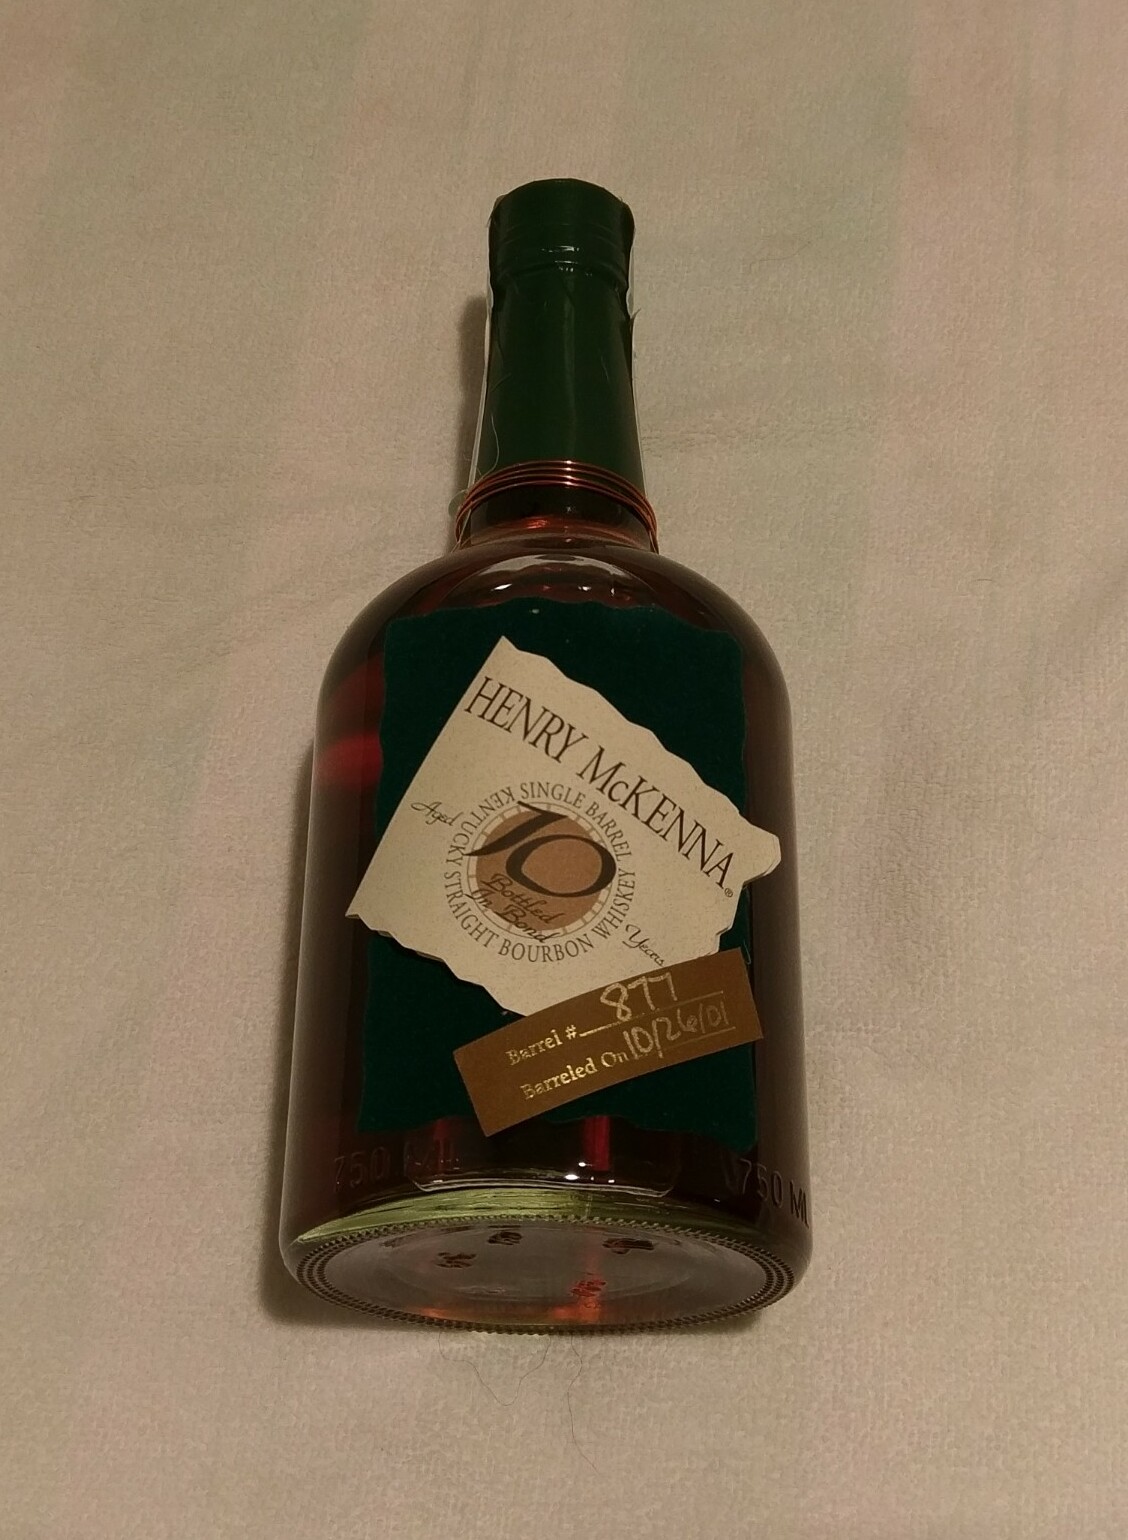 HENRY McKENNA®
Aged 10 Years
KENTUCKY STRAIGHT BOURBON WHISKEY
SINGLE BARREL
Bottled
In Bond
Barrel # 877
Barreled On 10/26/01
750 ML
750 ML